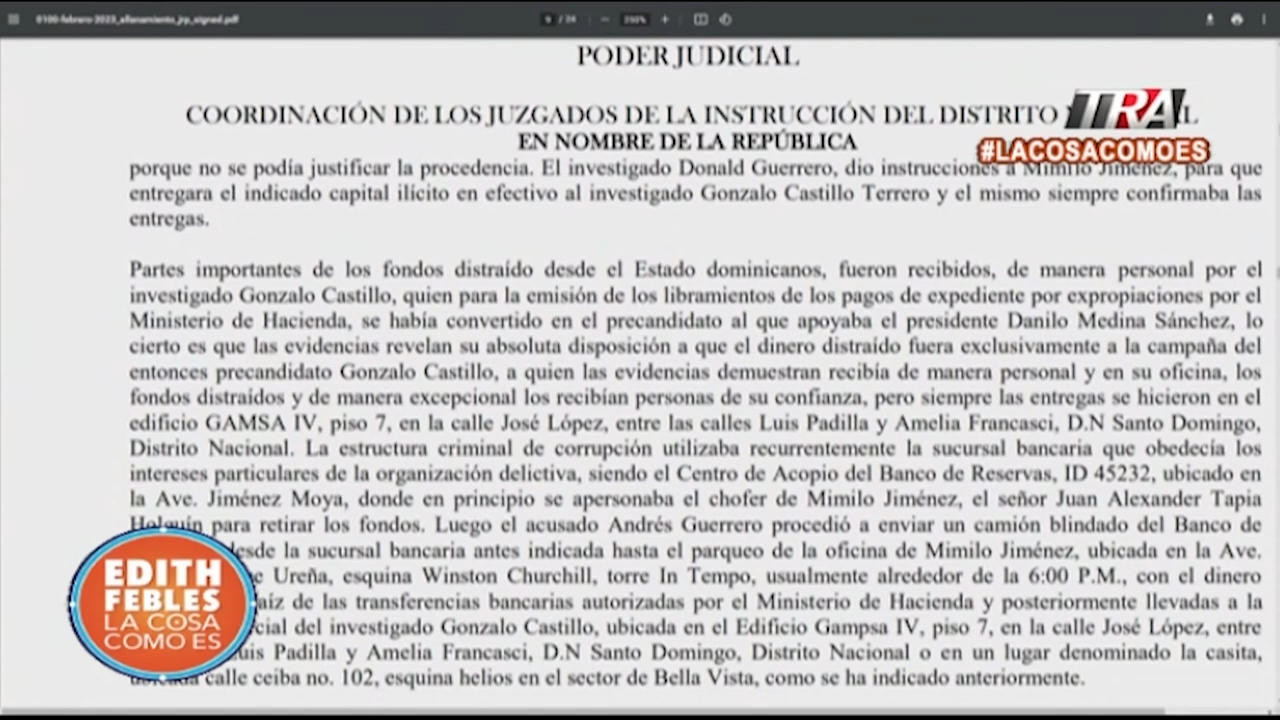 0100-febrero-2023_allanamiento_jrp_signed.pdf
9 / 34
250%
PODER JUDICIAL
COORDINACIÓN DE LOS JUZGADOS DE LA INSTRUCCIÓN DEL DISTRITO
TRA
EN NOMBRE DE LA REPÚBLICA
#LACOSACOMOES
porque no se podía justificar la procedencia. El investigado Donald Guerrero, dio instrucciones a Mimilo Jiménez, para que
entregara el indicado capital ilícito en efectivo al investigado Gonzalo Castillo Terrero y el mismo siempre confirmaba las
entregas.
Partes importantes de los fondos distraído desde el Estado dominicanos, fueron recibidos, de manera personal por el
investigado Gonzalo Castillo, quien para la emisión de los libramientos de los pagos de expediente por expropiaciones por el
Ministerio de Hacienda, se había convertido en el precandidato al que apoyaba el presidente Danilo Medina Sánchez, lo
cierto es que las evidencias revelan su absoluta disposición a que el dinero distraído fuera exclusivamente a la campaña del
entonces precandidato Gonzalo Castillo, a quien las evidencias demuestran recibía de manera personal y en su oficina, los
fondos distraídos y de manera excepcional los recibían personas de su confianza, pero siempre las entregas se hicieron en el
edificio GAMSA IV, piso 7, en la calle José López, entre las calles Luis Padilla y Amelia Francasci, D.N Santo Domingo,
Distrito Nacional. La estructura criminal de corrupción utilizaba recurrentemente la sucursal bancaria que obedecía los
intereses particulares de la organización delictiva, siendo el Centro de Acopio del Banco de Reservas, ID 45232, ubicado en
la Ave. Jiménez Moya, donde en principio se apersonaba el chofer de Mimilo Jiménez, el señor Juan Alexander Tapia
Holguín para retirar los fondos. Luego el acusado Andrés Guerrero procedió a enviar un camión blindado del Banco de
desde la sucursal bancaria antes indicada hasta el parqueo de la oficina de Mimilo Jiménez, ubicada en la Ave.
Ureña, esquina Winston Churchill, torre In Tempo, usualmente alrededor de la 6:00 P.M., con el dinero
de las transferencias bancarias autorizadas por el Ministerio de Hacienda y posteriormente llevadas a la
del investigado Gonzalo Castillo, ubicada en el Edificio Gampsa IV, piso 7, en la calle José López, entre
Luis Padilla y Amelia Francasci, D.N Santo Domingo, Distrito Nacional o en un lugar denominado la casita,
calle ceiba no. 102, esquina helios en el sector de Bella Vista, como se ha indicado anteriormente.
EDITH
FEBLES
LA COSA
COMO ES